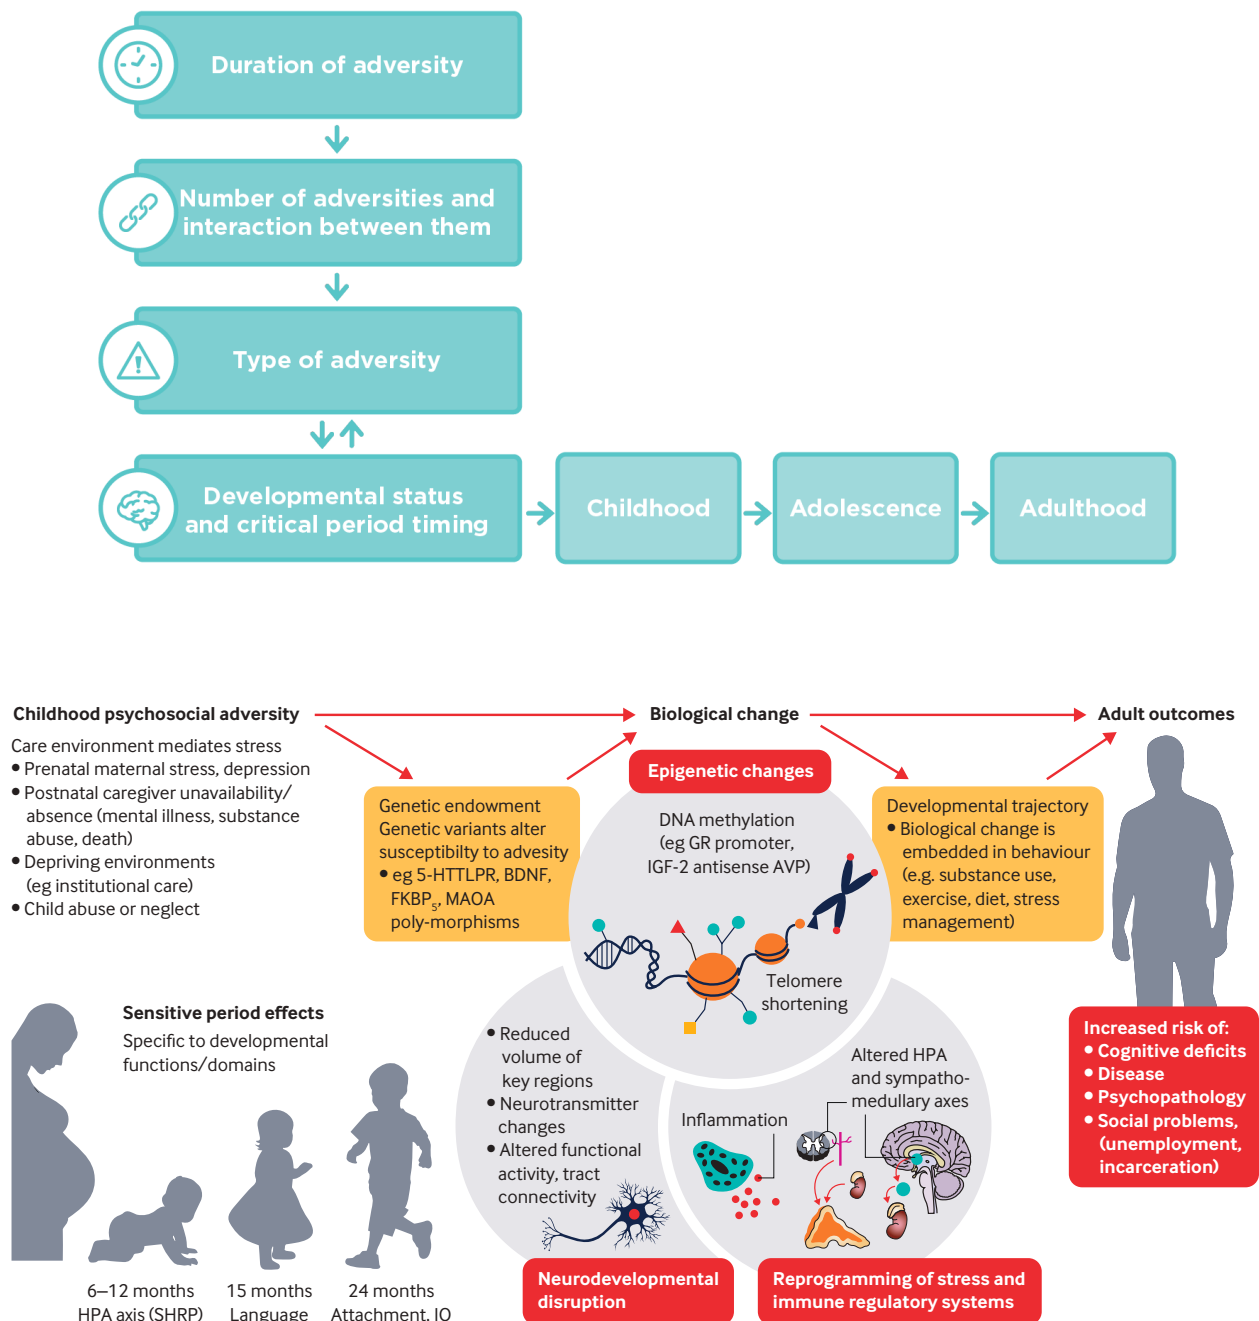 Duration of adversity
Number of adversities and
interaction between them
Type of adversity
Developmental status
and critical period timing
Childhood
Adolescence
Adulthood
Childhood psychosocial adversity
Care environment mediates stress
• Prenatal maternal stress, depression
• Postnatal caregiver unavailability/
absence (mental illness, substance
abuse, death)
• Depriving environments
(eg institutional care)
• Child abuse or neglect
Genetic endowment
Genetic variants alter
susceptibilty to advesity
• eg 5-HTTLPR, BDNF,
FKBP5, MAOA
poly-morphisms
Biological change
Epigenetic changes
DNA methylation
(eg GR promoter,
IGF-2 antisense AVP)
Telomere
shortening
Developmental trajectory
• Biological change is
embedded in behaviour
(e.g. substance use,
exercise, diet, stress
management)
Adult outcomes
Increased risk of:
• Cognitive deficits
• Disease
• Psychopathology
• Social problems,
(unemployment,
incarceration)
Sensitive period effects
Specific to developmental
functions/domains
6–12 months
HPA axis (SHRP)
15 months
Language
24 months
Attachment, IQ
• Reduced
volume of
key regions
• Neurotransmitter
changes
• Altered functional
activity, tract
connectivity
Neurodevelopmental
disruption
Inflammation
Altered HPA
and sympatho-
medullary axes
Reprogramming of stress and
immune regulatory systems